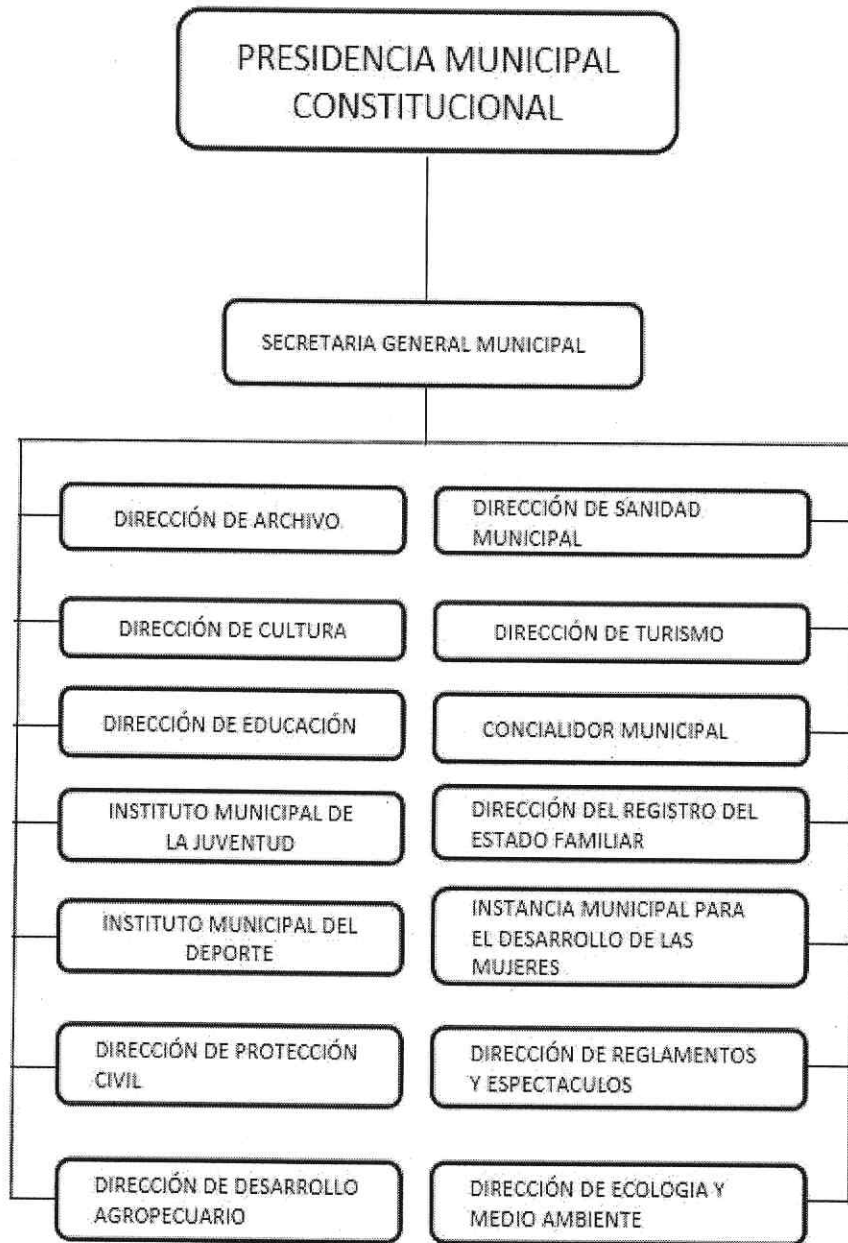 PRESIDENCIA MUNICIPAL
CONSTITUCIONAL
SECRETARIA GENERAL MUNICIPAL
DIRECCIÓN DE ARCHIVO
DIRECCIÓN DE SANIDAD
MUNICIPAL
DIRECCIÓN DE CULTURA
DIRECCIÓN DE TURISMO
DIRECCIÓN DE EDUCACIÓN
CONCIALIDOR MUNICIPAL
INSTITUTO MUNICIPAL DE
LA JUVENTUD
DIRECCIÓN DEL REGISTRO DEL
ESTADO FAMILIAR
INSTITUTO MUNICIPAL DEL
DEPORTE
INSTANCIA MUNICIPAL PARA
EL DESARROLLO DE LAS
MUJERES
DIRECCIÓN DE PROTECCIÓN
CIVIL
DIRECCIÓN DE REGLAMENTOS
Y ESPECTACULOS
DIRECCIÓN DE DESARROLLO
AGROPECUARIO
DIRECCIÓN DE ECOLOGIA Y
MEDIO AMBIENTE